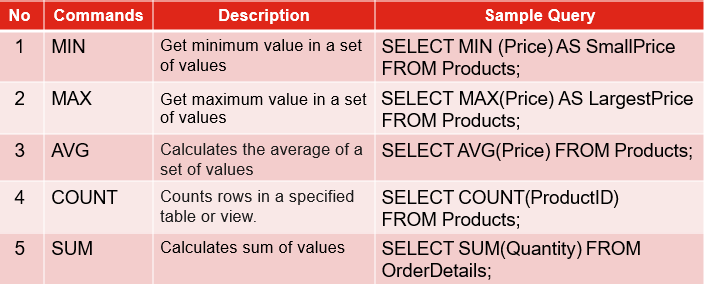 No Commands Description Sample Query
1 MIN Get minimum value in a set of values SELECT MIN (Price) AS SmallPrice FROM Products;
2 MAX Get maximum value in a set of values SELECT MAX(Price) AS LargestPrice FROM Products;
3 AVG Calculates the average of a set of values SELECT AVG(Price) FROM Products;
4 COUNT Counts rows in a specified table or view. SELECT COUNT(ProductID) FROM Products;
5 SUM Calculates sum of values SELECT SUM(Quantity) FROM OrderDetails;